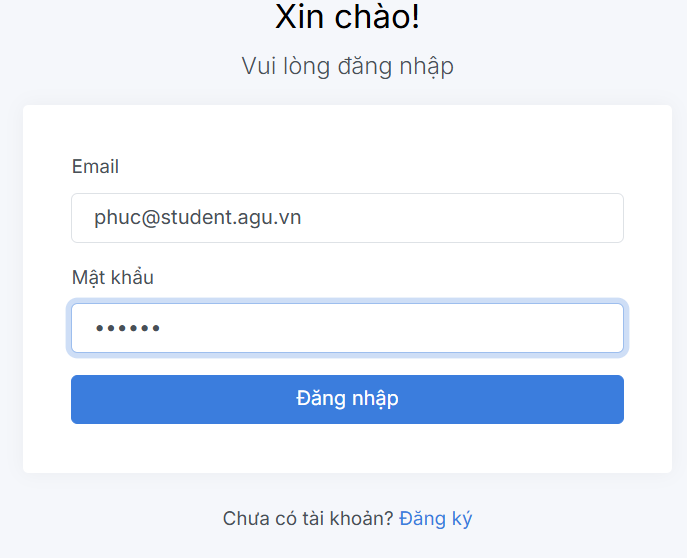 Xin chào!
Vui lòng đăng nhập
Email
phuc@student.agu.vn
Mật khẩu
••••••
Đăng nhập
Chưa có tài khoản? Đăng ký